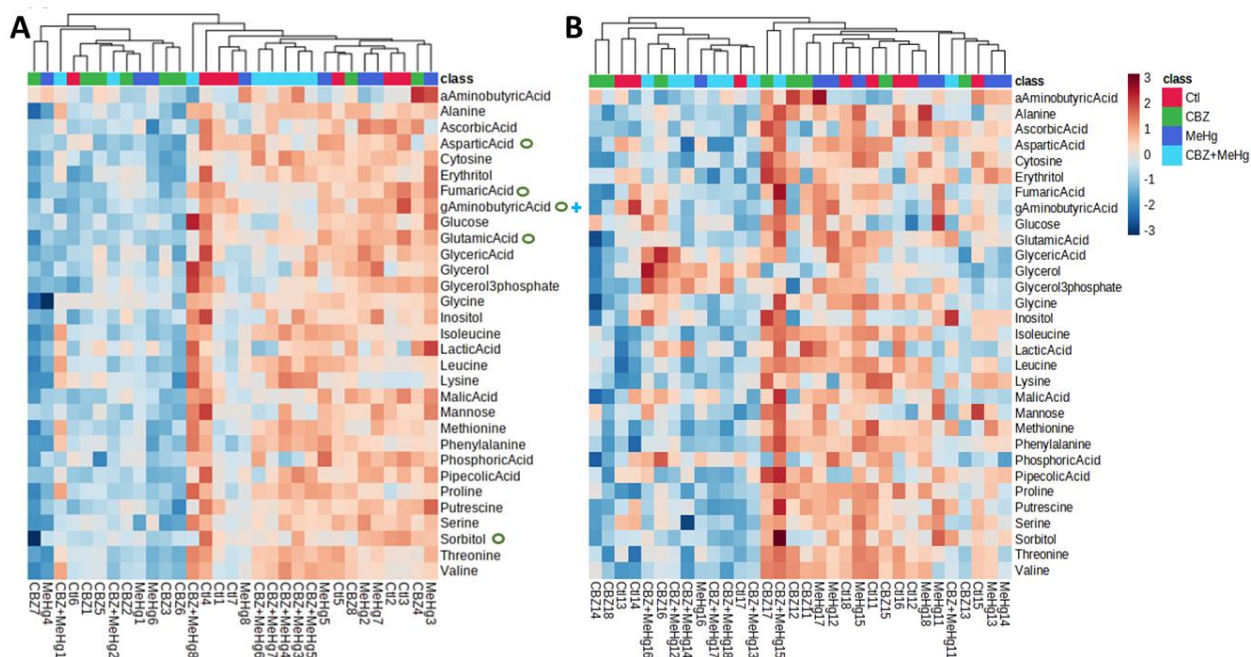 A
class
aAminobutyricAcid
Alanine
AscorbicAcid
AsparticAcid
Cytosine
Erythritol
FumaricAcid
gAminobutyricAcid +
Glucose
GlutamicAcid
GlycericAcid
Glycerol
Glycerol3phosphate
Glycine
Inositol
Isoleucine
LacticAcid
Leucine
Lysine
MalicAcid
Mannose
Methionine
Phenylalanine
PhosphoricAcid
PipecolicAcid
Proline
Putrescine
Serine
Sorbitol
Threonine
Valine
CBZ7
MeHg4
CBZ+MeHg1
Ctl6
CBZ1
CBZ5
CBZ+MeHg2
CBZ2
MeHg1
MeHg6
CBZ3
CBZ6
CBZ+MeHg8
Ctl4
Ctl1
Ctl7
MeHg8
CBZ+MeHg6
CBZ+MeHg7
CBZ+MeHg4
CBZ+MeHg3
CBZ+MeHg5
MeHg5
Ctl5
CBZ8
MeHg2
MeHg7
Ctl2
Ctl3
CBZ4
MeHg3
B
class
aAminobutyricAcid
Alanine
AscorbicAcid
AsparticAcid
Cytosine
Erythritol
FumaricAcid
gAminobutyricAcid
Glucose
GlutamicAcid
GlycericAcid
Glycerol
Glycerol3phosphate
Glycine
Inositol
Isoleucine
LacticAcid
Leucine
Lysine
MalicAcid
Mannose
Methionine
Phenylalanine
PhosphoricAcid
PipecolicAcid
Proline
Putrescine
Serine
Sorbitol
Threonine
Valine
CBZ14
CBZ18
Ctl13
Ctl14
CBZ+MeHg16
CBZ16
CBZ+MeHg12
CBZ+MeHg14
MeHg16
CBZ+MeHg17
CBZ+MeHg18
Ctl17
CBZ+MeHg13
CBZ17
CBZ+MeHg15
CBZ12
CBZ11
MeHg17
MeHg12
Ctl18
MeHg15
Ctl11
CBZ15
Ctl16
Ctl12
MeHg18
MeHg11
CBZ+MeHg11
CBZ13
Ctl15
MeHg13
MeHg14
3
2
1
0
-1
-2
-3
class
Ctl
CBZ
MeHg
CBZ+MeHg